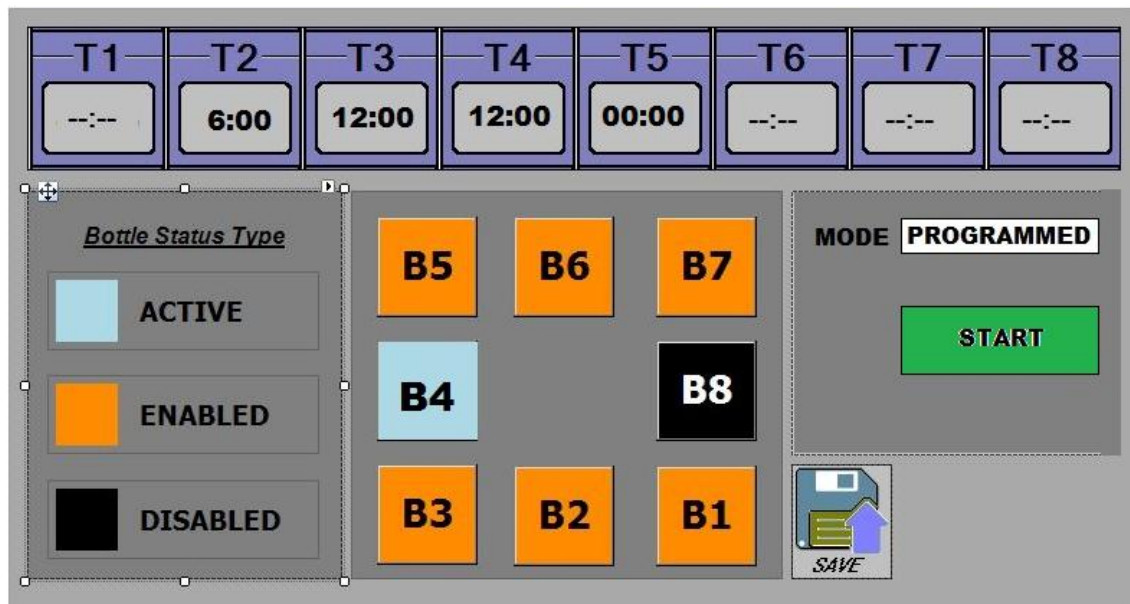 T1 T2 T3 T4 T5 T6 T7 T8
--:-- 6:00 12:00 12:00 00:00 --:-- --:-- --:--
Bottle Status Type
ACTIVE
ENABLED
DISABLED
B5 B6 B7
B4 B8
B3 B2 B1
MODE PROGRAMMED
START
SAVE